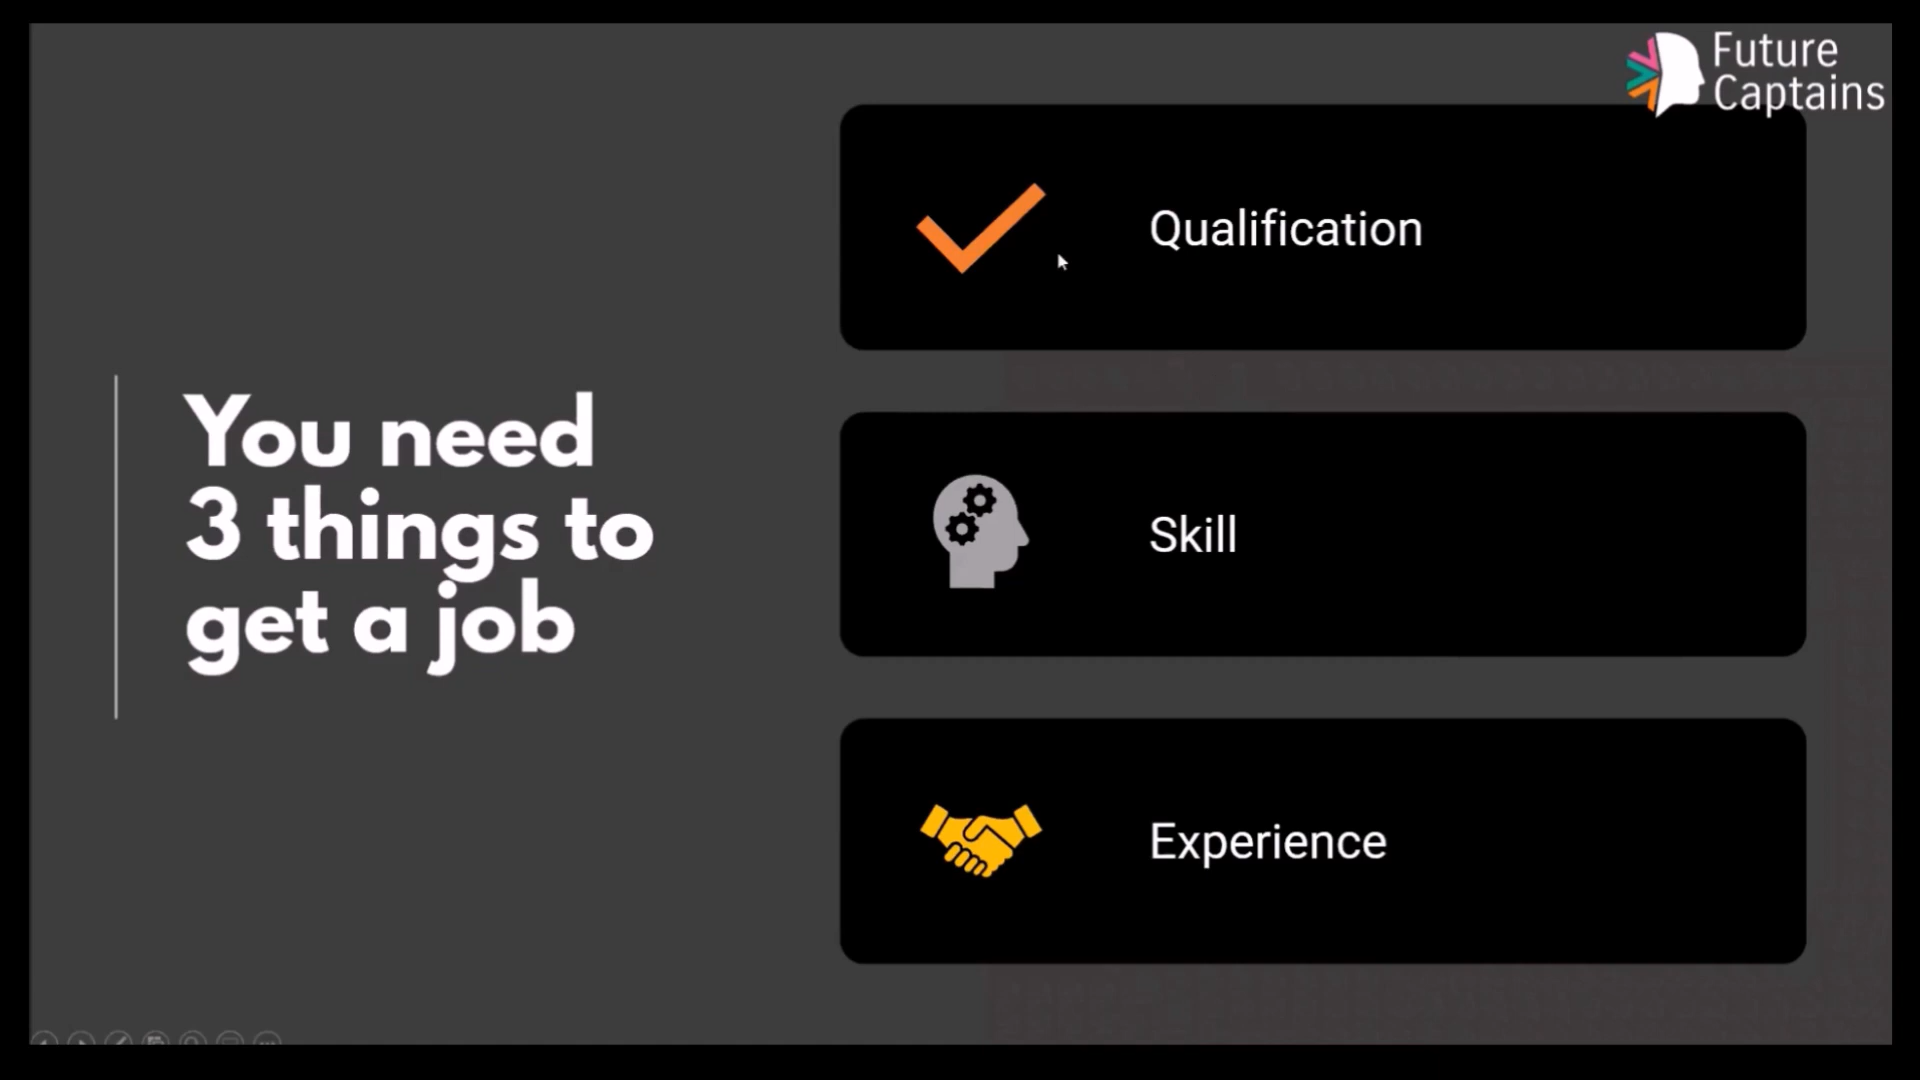 Future
Captains
You need
3 things to
get a job
Qualification
Skill
Experience